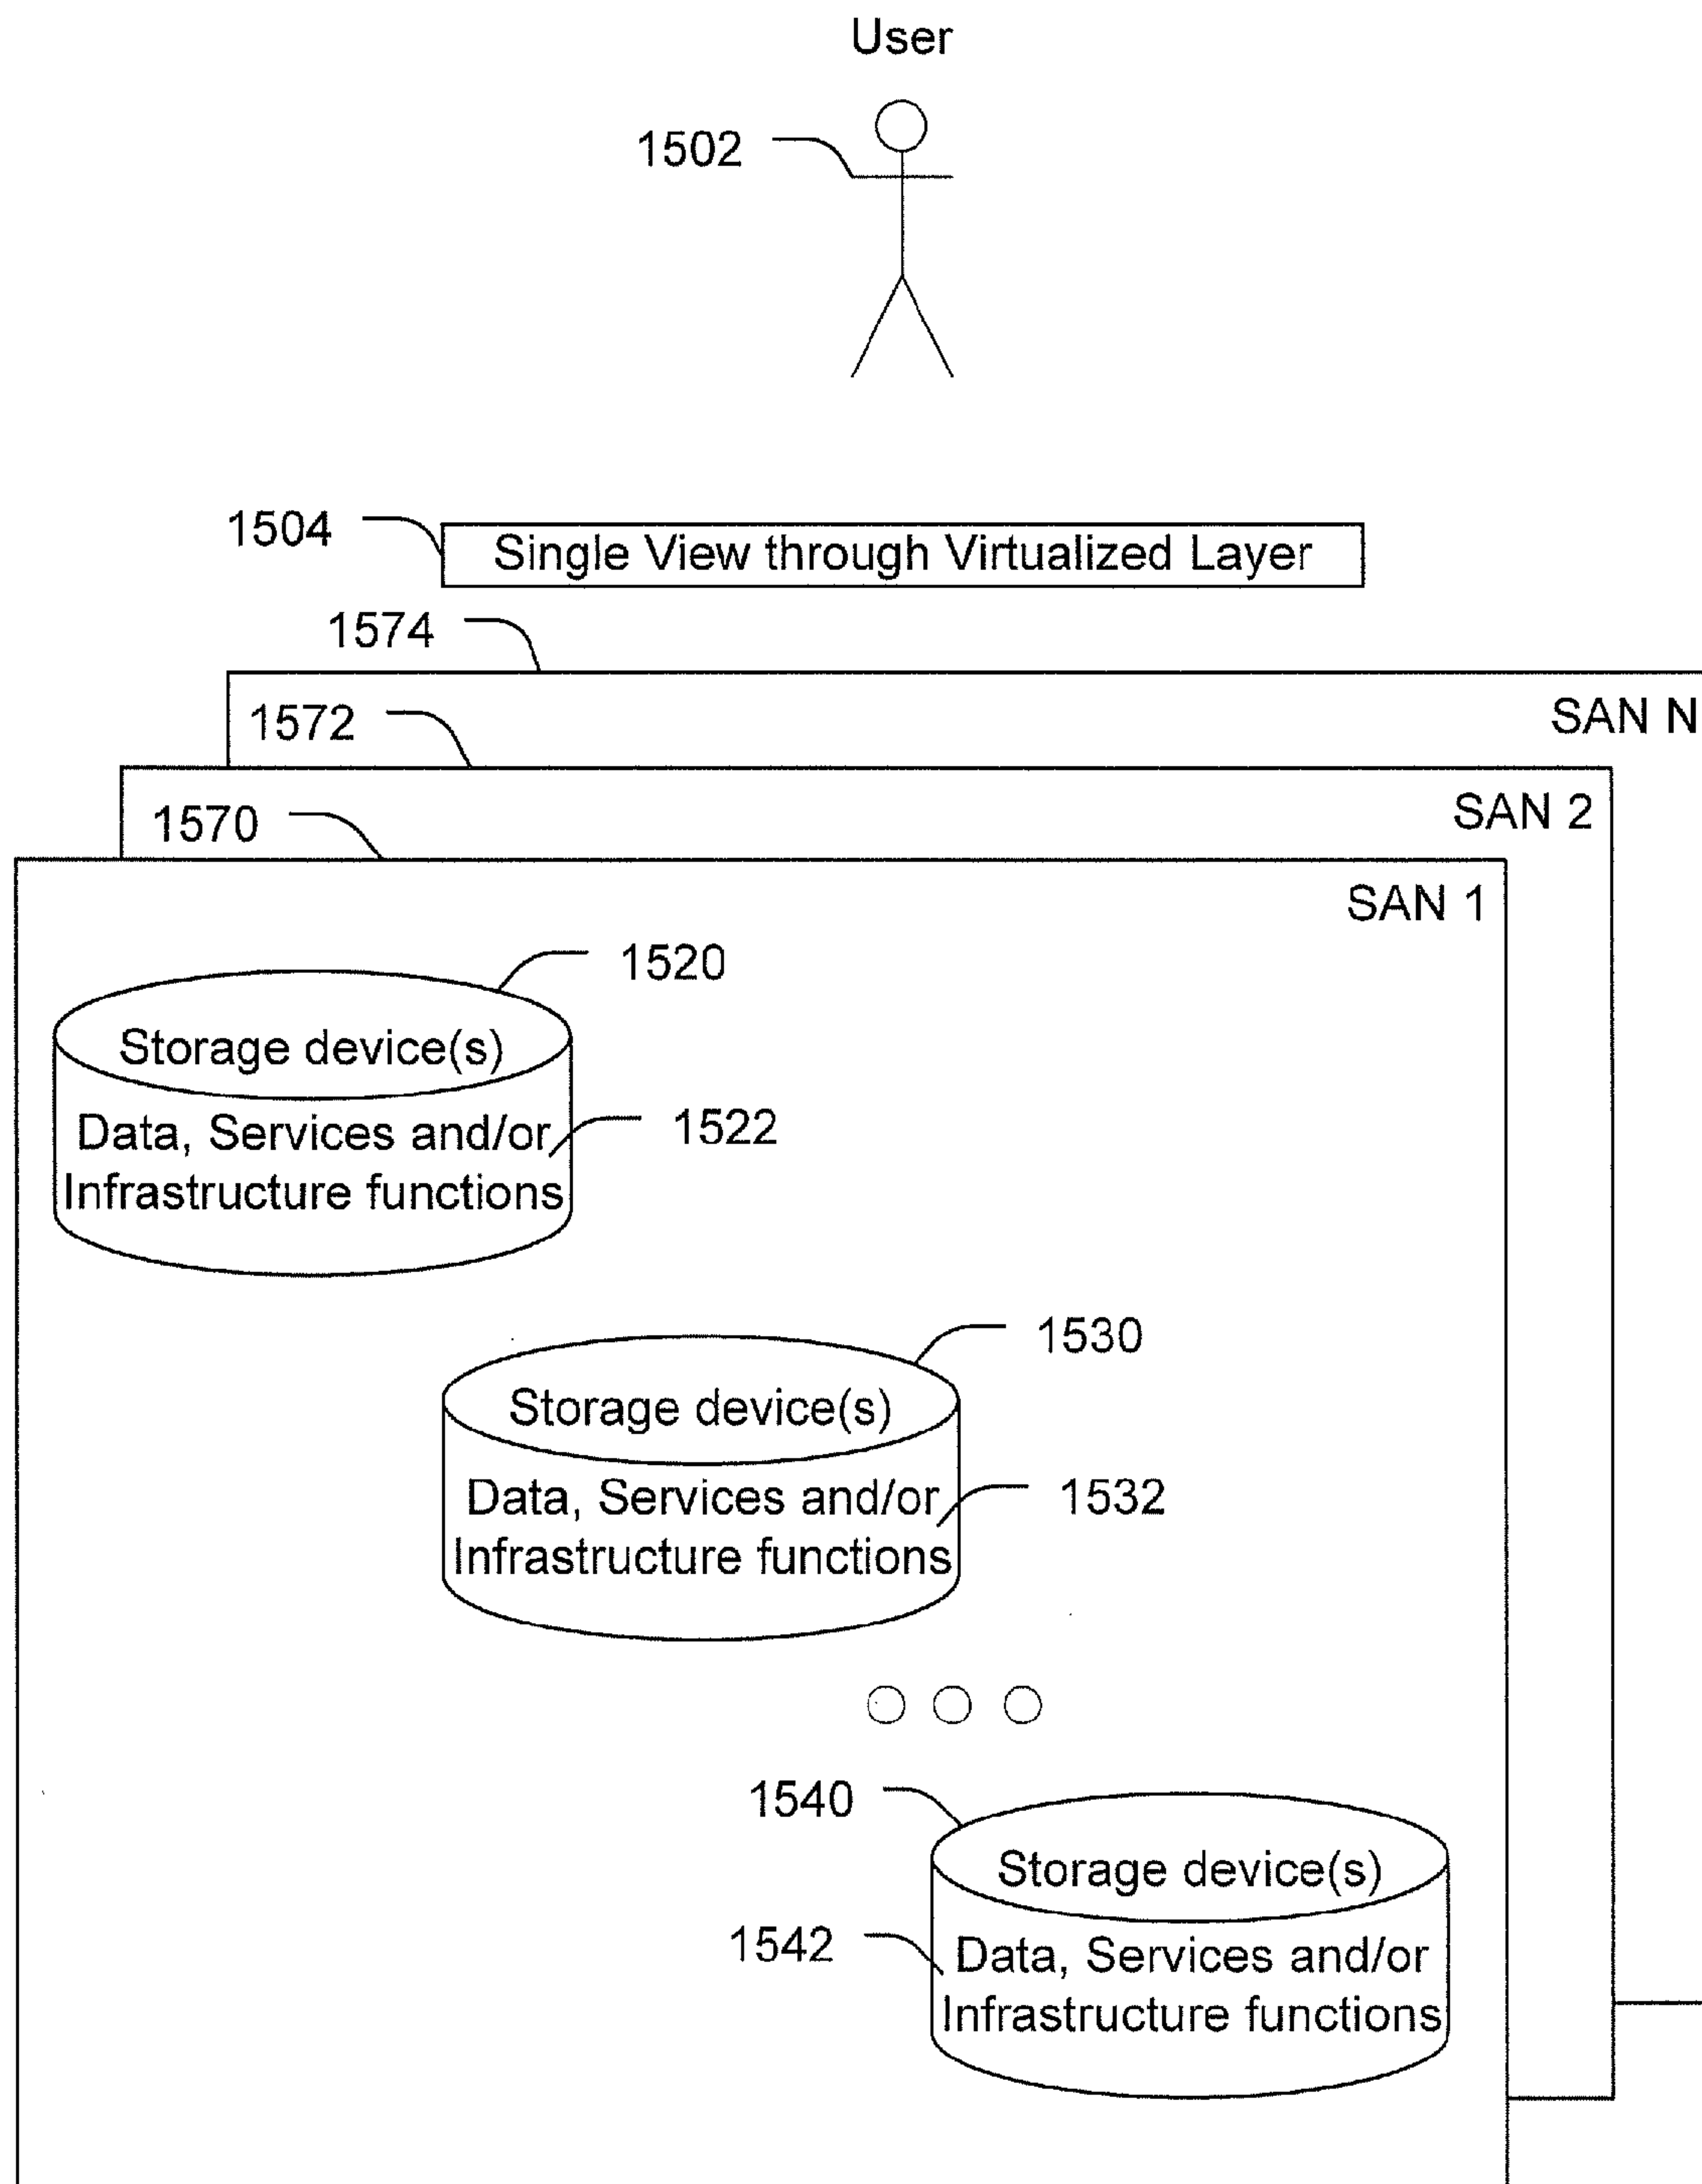 User
1502
1504
Single View through Virtualized Layer
1574
SAN N
1572
SAN 2
1570
SAN 1
1520
Storage device(s)
Data, Services and/or
1522
Infrastructure functions
1530
Storage device(s)
Data, Services and/or
1532
Infrastructure functions
1540
Storage device(s)
1542
Data, Services and/or
Infrastructure functions